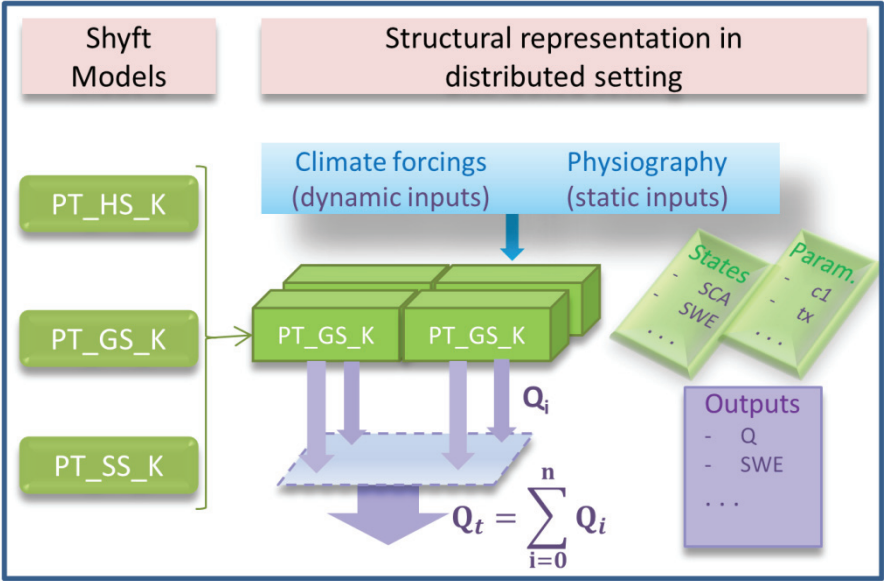 Shyft
Models
Structural representation in
distributed setting
PT_HS_K
PT_GS_K
PT_SS_K
Climate forcings
(dynamic inputs)
Physiography
(static inputs)
PT_GS_K
PT_GS_K
Q_i
Q_t = ∑_{i=0}^{n} Q_i
States
- SCA
- SWE
...
Param.
- c1
- tx
...
Outputs
- Q
- SWE
...